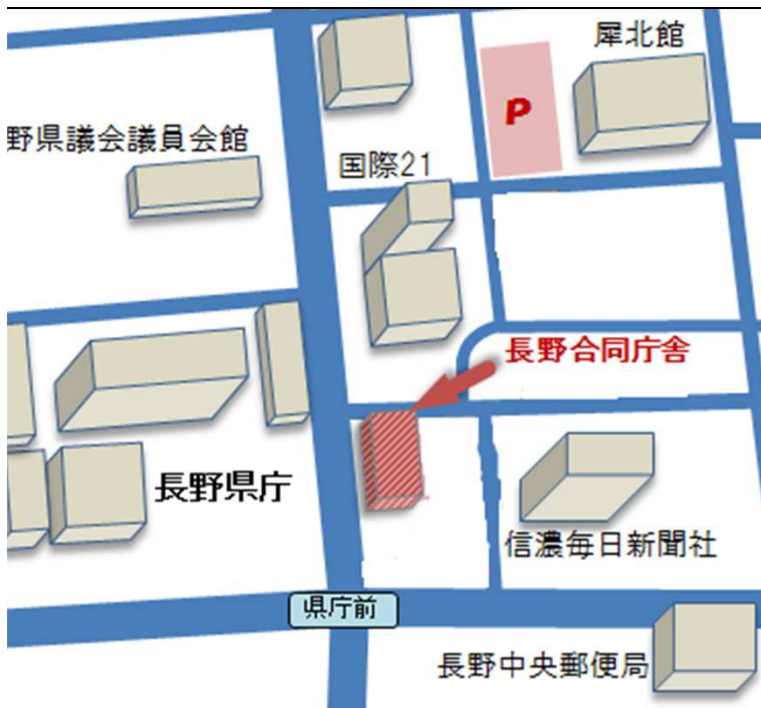 犀北館
P
野県議会議員会館
国際21
長野合同庁舎
長野県庁
信濃毎日新聞社
県庁前
長野中央郵便局